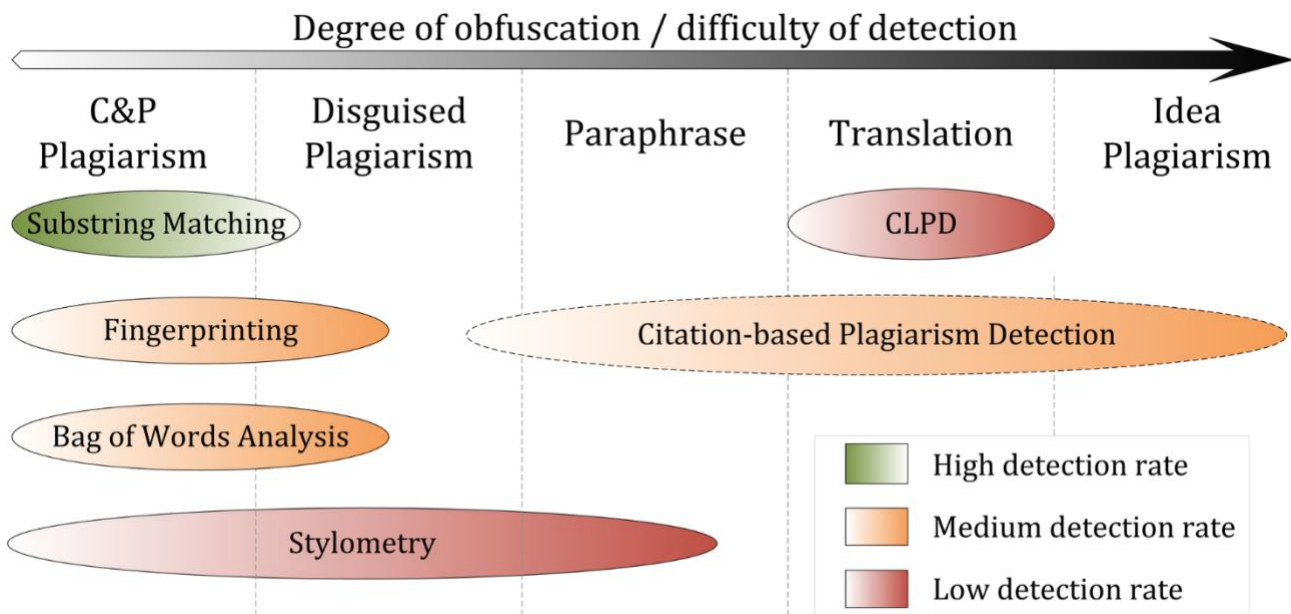 Degree of obfuscation / difficulty of detection
C&P
Plagiarism
Disguised
Plagiarism
Paraphrase
Translation
Idea
Plagiarism
Substring Matching
CLPD
Fingerprinting
Citation-based Plagiarism Detection
Bag of Words Analysis
Stylometry
High detection rate
Medium detection rate
Low detection rate